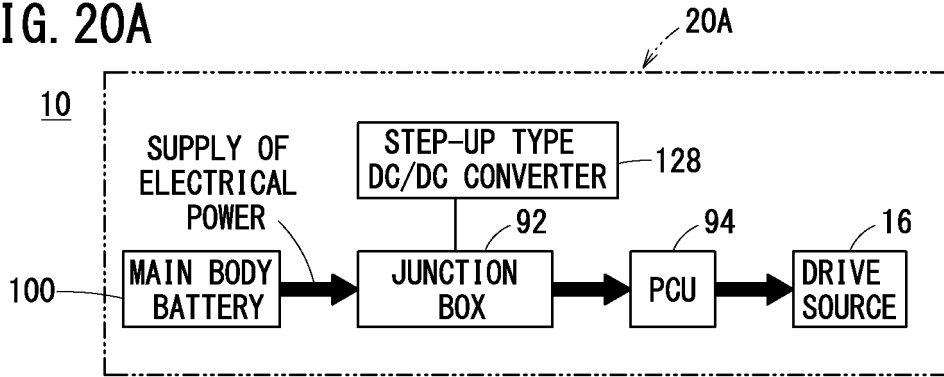 IG. 20A
20A
10
SUPPLY OF
ELECTRICAL
POWER
STEP-UP TYPE
DC/DC CONVERTER
128
92
94
16
100
MAIN BODY
BATTERY
JUNCTION
BOX
PCU
DRIVE
SOURCE